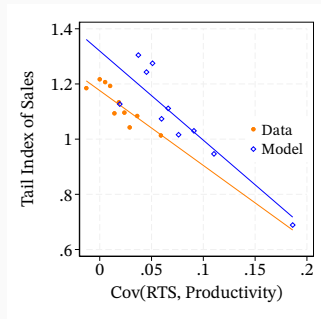 1.4
1.2
1
.8
.6
Tail Index of Sales
Data
Model
0 .05 .1 .15 .2
Cov(RTS, Productivity)